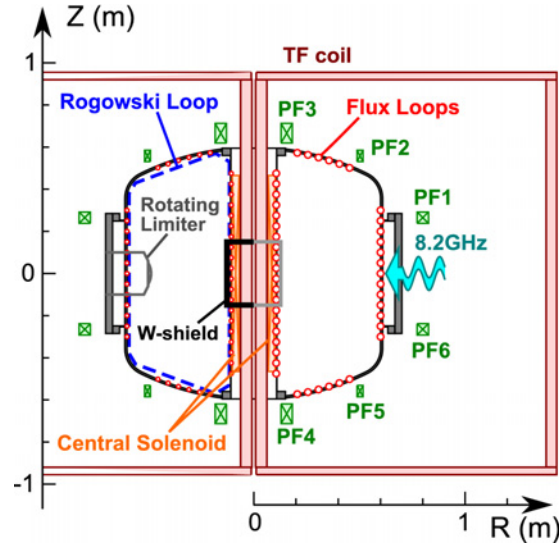 Z (m)
1
TF coil
Rogowski Loop
PF3
Flux Loops
PF2
Rotating
Limiter
PF1
8.2GHz
0
W-shield
PF6
PF5
Central Solenoid
PF4
-1
0
1
R (m)